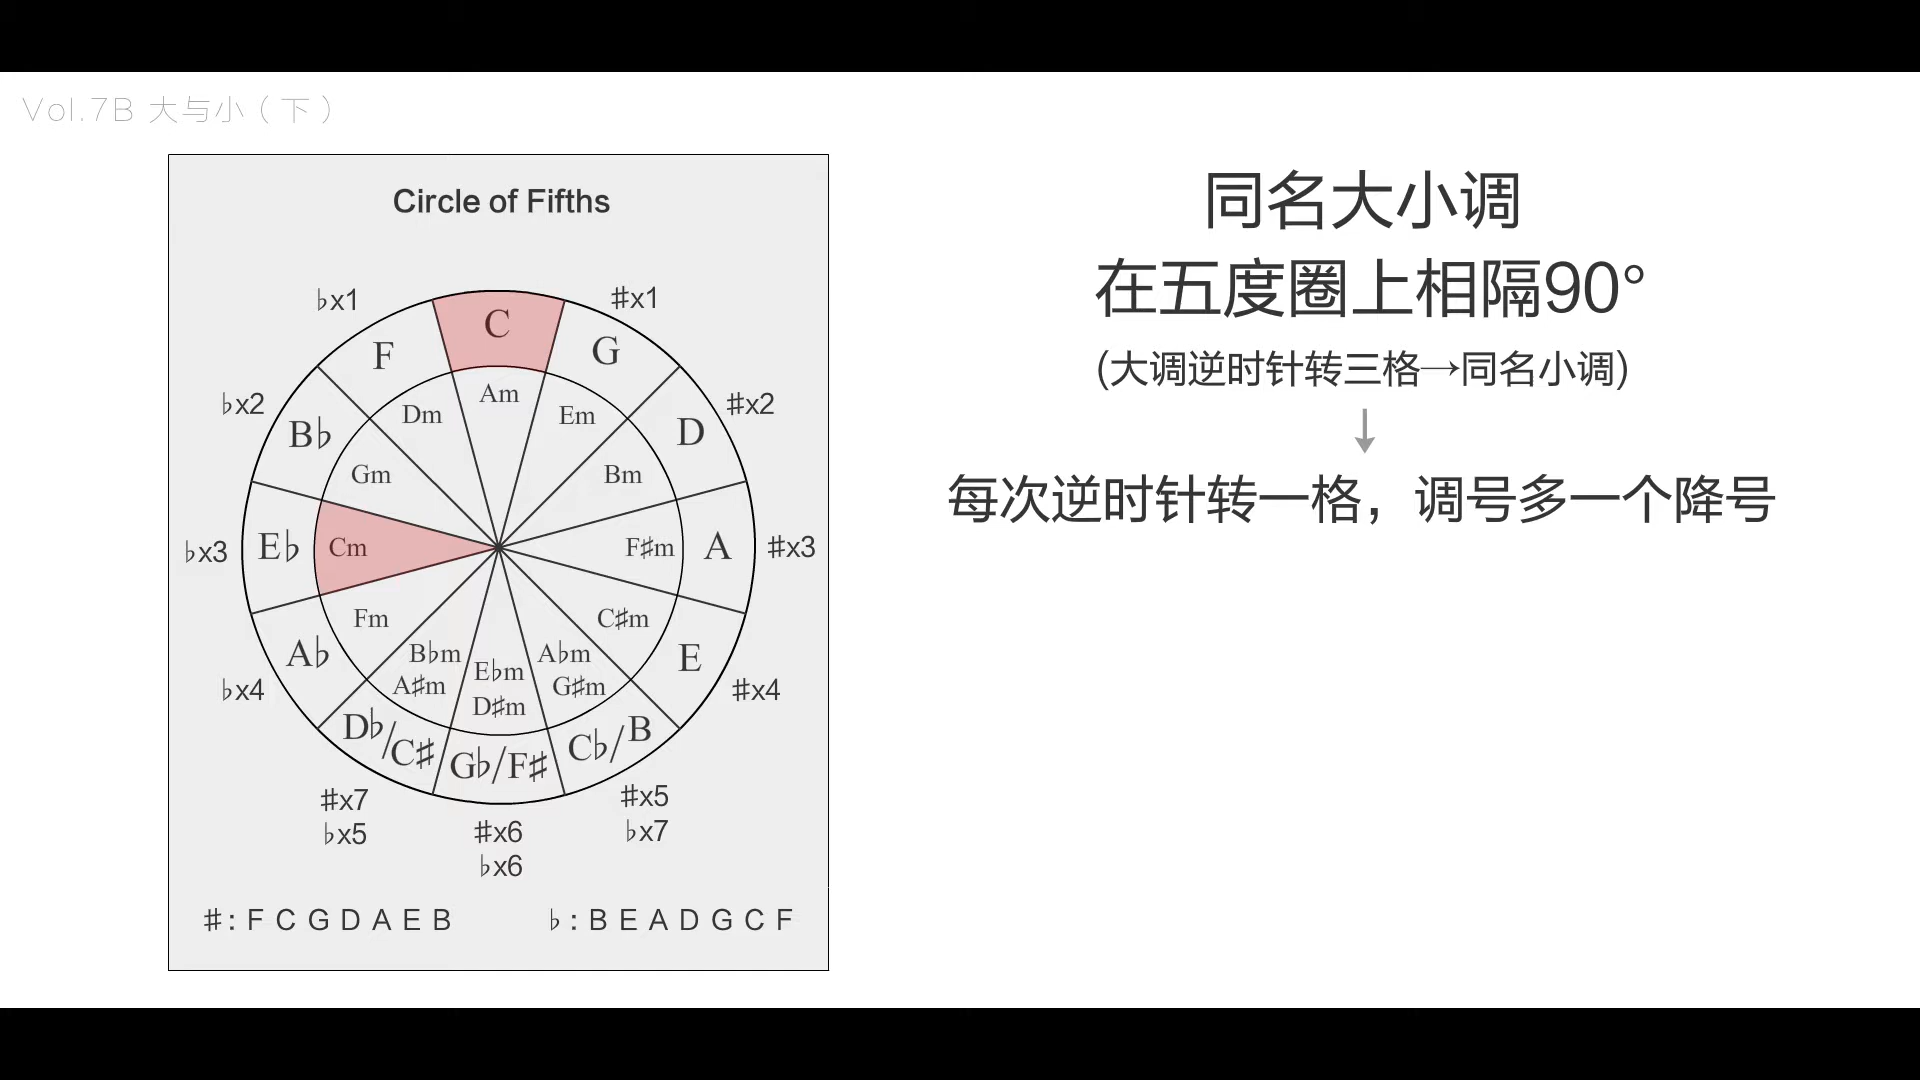 Vol.7B 大与小（下）
Circle of Fifths
♭x1
♯x1
C
F
G
Am
Dm
Em
♭x2
♯x2
B♭
D
Gm
Bm
♭x3
E♭
Cm
F♯m
A
♯x3
Fm
C♯m
A♭
E
B♭m
A♯m
E♭m
D♯m
A♭m
G♯m
♭x4
♯x4
D♭/C♯
G♭/F♯
C♭/B
♯x7
♭x5
♯x6
♭x6
♯x5
♭x7
♯: F C G D A E B
♭: B E A D G C F
同名大小调
在五度圈上相隔90°
(大调逆时针转三格→同名小调)
↓
每次逆时针转一格，调号多一个降号